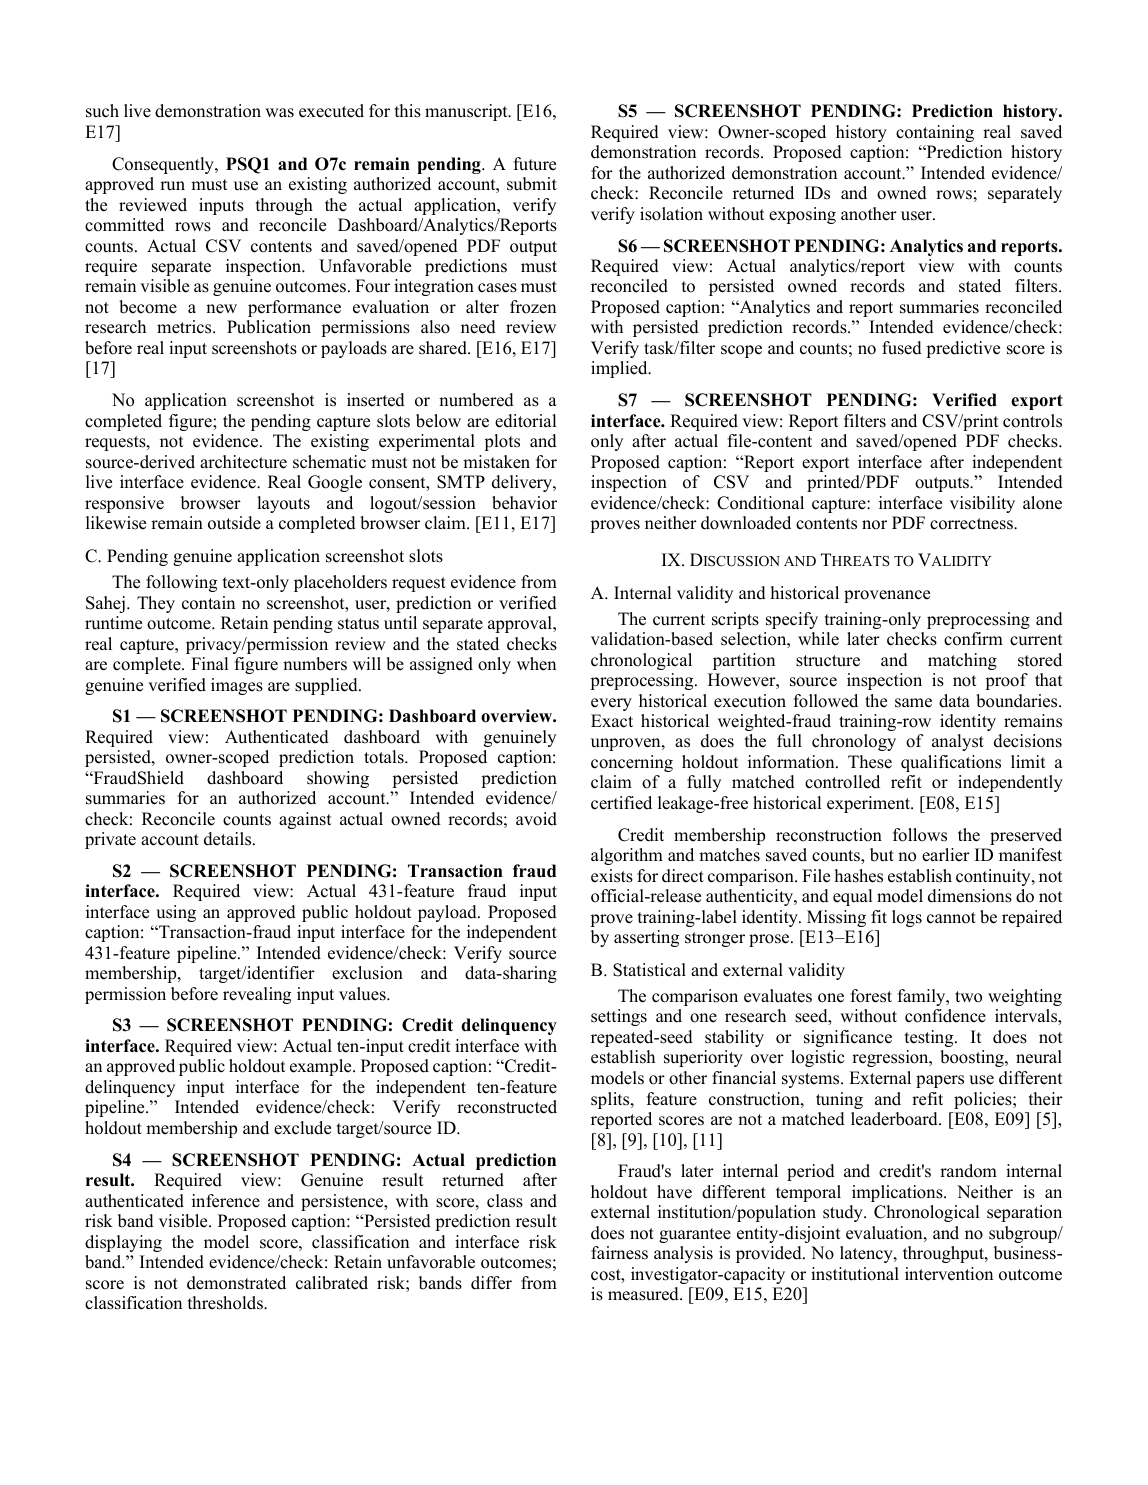 such live demonstration was executed for this manuscript. [E16,
E17]
Consequently, PSQ1 and O7c remain pending. A future
approved run must use an existing authorized account, submit
the reviewed inputs through the actual application, verify
committed rows and reconcile Dashboard/Analytics/Reports
counts. Actual CSV contents and saved/opened PDF output
require separate inspection. Unfavorable predictions must
remain visible as genuine outcomes. Four integration cases must
not become a new performance evaluation or alter frozen
research metrics. Publication permissions also need review
before real input screenshots or payloads are shared. [E16, E17]
[17]
No application screenshot is inserted or numbered as a
completed figure; the pending capture slots below are editorial
requests, not evidence. The existing experimental plots and
source-derived architecture schematic must not be mistaken for
live interface evidence. Real Google consent, SMTP delivery,
responsive browser layouts and logout/session behavior
likewise remain outside a completed browser claim. [E11, E17]
C. Pending genuine application screenshot slots
The following text-only placeholders request evidence from
Sahej. They contain no screenshot, user, prediction or verified
runtime outcome. Retain pending status until separate approval,
real capture, privacy/permission review and the stated checks
are complete. Final figure numbers will be assigned only when
genuine verified images are supplied.
S1 — SCREENSHOT PENDING: Dashboard overview.
Required view: Authenticated dashboard with genuinely
persisted, owner-scoped prediction totals. Proposed caption:
“FraudShield dashboard showing persisted prediction
summaries for an authorized account.” Intended evidence/
check: Reconcile counts against actual owned records; avoid
private account details.
S2 — SCREENSHOT PENDING: Transaction fraud
interface. Required view: Actual 431-feature fraud input
interface using an approved public holdout payload. Proposed
caption: “Transaction-fraud input interface for the independent
431-feature pipeline.” Intended evidence/check: Verify source
membership, target/identifier exclusion and data-sharing
permission before revealing input values.
S3 — SCREENSHOT PENDING: Credit delinquency
interface. Required view: Actual ten-input credit interface with
an approved public holdout example. Proposed caption: “Credit-
delinquency input interface for the independent ten-feature
pipeline.” Intended evidence/check: Verify reconstructed
holdout membership and exclude target/source ID.
S4 — SCREENSHOT PENDING: Actual prediction
result. Required view: Genuine result returned after
authenticated inference and persistence, with score, class and
risk band visible. Proposed caption: “Persisted prediction result
displaying the model score, classification and interface risk
band.” Intended evidence/check: Retain unfavorable outcomes;
score is not demonstrated calibrated risk; bands differ from
classification thresholds.
S5 — SCREENSHOT PENDING: Prediction history.
Required view: Owner-scoped history containing real saved
demonstration records. Proposed caption: “Prediction history
for the authorized demonstration account.” Intended evidence/
check: Reconcile returned IDs and owned rows; separately
verify isolation without exposing another user.
S6 — SCREENSHOT PENDING: Analytics and reports.
Required view: Actual analytics/report view with counts
reconciled to persisted owned records and stated filters.
Proposed caption: “Analytics and report summaries reconciled
with persisted prediction records.” Intended evidence/check:
Verify task/filter scope and counts; no fused predictive score is
implied.
S7 — SCREENSHOT PENDING: Verified export
interface. Required view: Report filters and CSV/print controls
only after actual file-content and saved/opened PDF checks.
Proposed caption: “Report export interface after independent
inspection of CSV and printed/PDF outputs.” Intended
evidence/check: Conditional capture: interface visibility alone
proves neither downloaded contents nor PDF correctness.
IX. DISCUSSION AND THREATS TO VALIDITY
A. Internal validity and historical provenance
The current scripts specify training-only preprocessing and
validation-based selection, while later checks confirm current
chronological partition structure and matching stored
preprocessing. However, source inspection is not proof that
every historical execution followed the same data boundaries.
Exact historical weighted-fraud training-row identity remains
unproven, as does the full chronology of analyst decisions
concerning holdout information. These qualifications limit a
claim of a fully matched controlled refit or independently
certified leakage-free historical experiment. [E08, E15]
Credit membership reconstruction follows the preserved
algorithm and matches saved counts, but no earlier ID manifest
exists for direct comparison. File hashes establish continuity, not
official-release authenticity, and equal model dimensions do not
prove training-label identity. Missing fit logs cannot be repaired
by asserting stronger prose. [E13–E16]
B. Statistical and external validity
The comparison evaluates one forest family, two weighting
settings and one research seed, without confidence intervals,
repeated-seed stability or significance testing. It does not
establish superiority over logistic regression, boosting, neural
models or other financial systems. External papers use different
splits, feature construction, tuning and refit policies; their
reported scores are not a matched leaderboard. [E08, E09] [5],
[8], [9], [10], [11]
Fraud's later internal period and credit's random internal
holdout have different temporal implications. Neither is an
external institution/population study. Chronological separation
does not guarantee entity-disjoint evaluation, and no subgroup/
fairness analysis is provided. No latency, throughput, business-
cost, investigator-capacity or institutional intervention outcome
is measured. [E09, E15, E20]